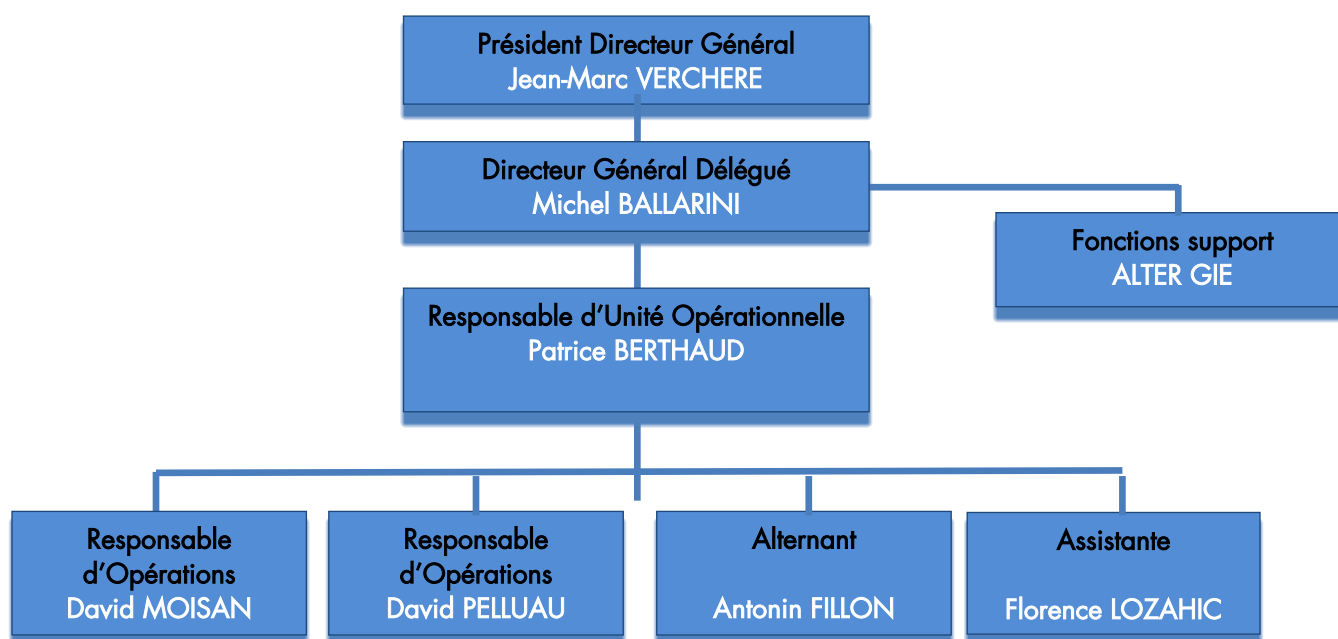 Président Directeur Général
Jean-Marc VERCHERE
Directeur Général Délégué
Michel BALLARINI
Fonctions support
ALTER GIE
Responsable d’Unité Opérationnelle
Patrice BERTHAUD
Responsable
d’Opérations
David MOISAN
Responsable
d’Opérations
David PELLUAU
Alternant
Antonin FILLON
Assistante
Florence LOZAHIC